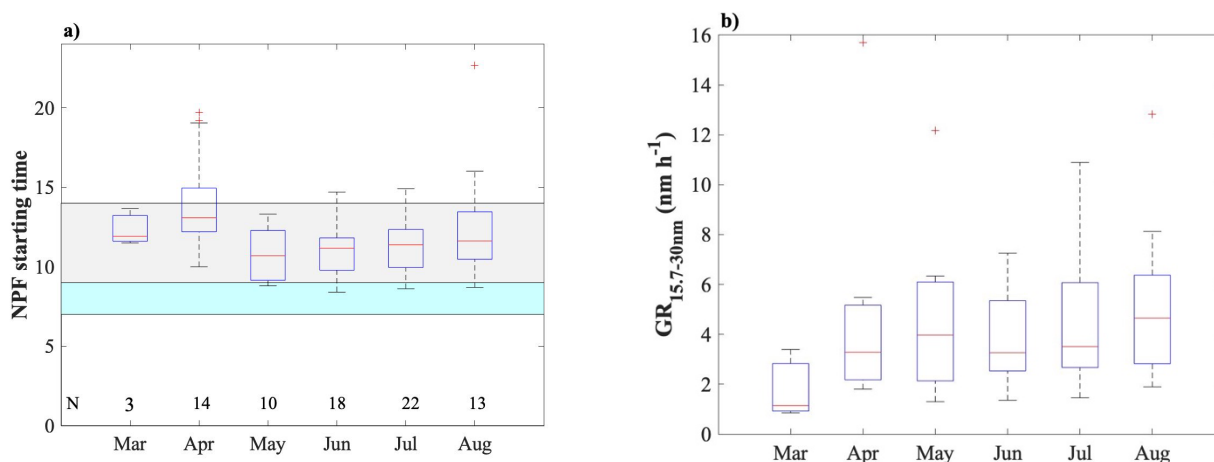 a)
NPF starting time
20
15
10
5
0
N 3 14 10 18 22 13
Mar Apr May Jun Jul Aug
b)
GR15.7-30nm (nm h-1)
16
14
12
10
8
6
4
2
0
Mar Apr May Jun Jul Aug